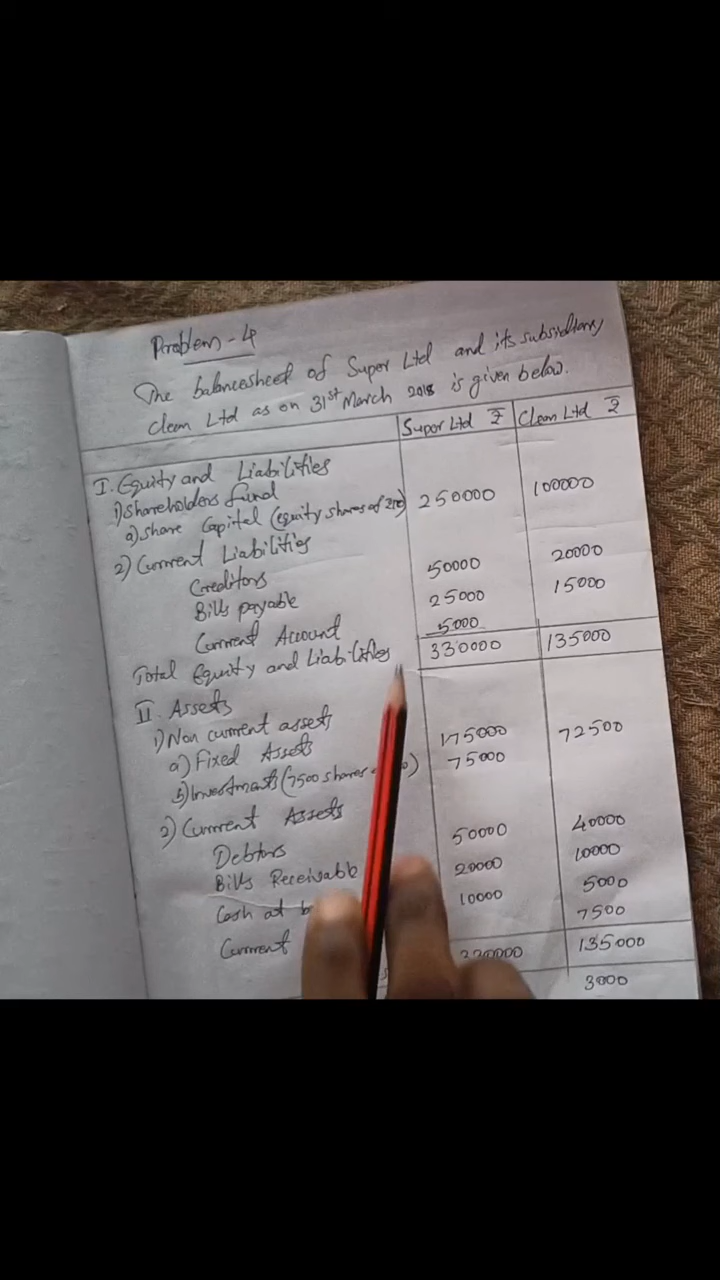 Problem - 4
The balancesheet of Super Ltd and its subsidiary
clean Ltd as on 31st March 2018 is given below.
Super Ltd ₹ Clean Ltd ₹
I. Equity and Liabilities
1) Shareholders fund
a) Share Capital (equity shares of 250000 100000
2) Current Liabilities
Creditors 50000 20000
Bills payable 25000 15000
Current Account 5000
Total Equity and Liabilities 330000 135000
II. Assets
1) Non current assets
a) Fixed Assets 175000 72500
b) Investments (7500 shares 75000
2) Current Assets
Debtors 50000 40000
Bills Receivable 20000 10000
Cash at 10000 5000
Current 7500
135000
3000